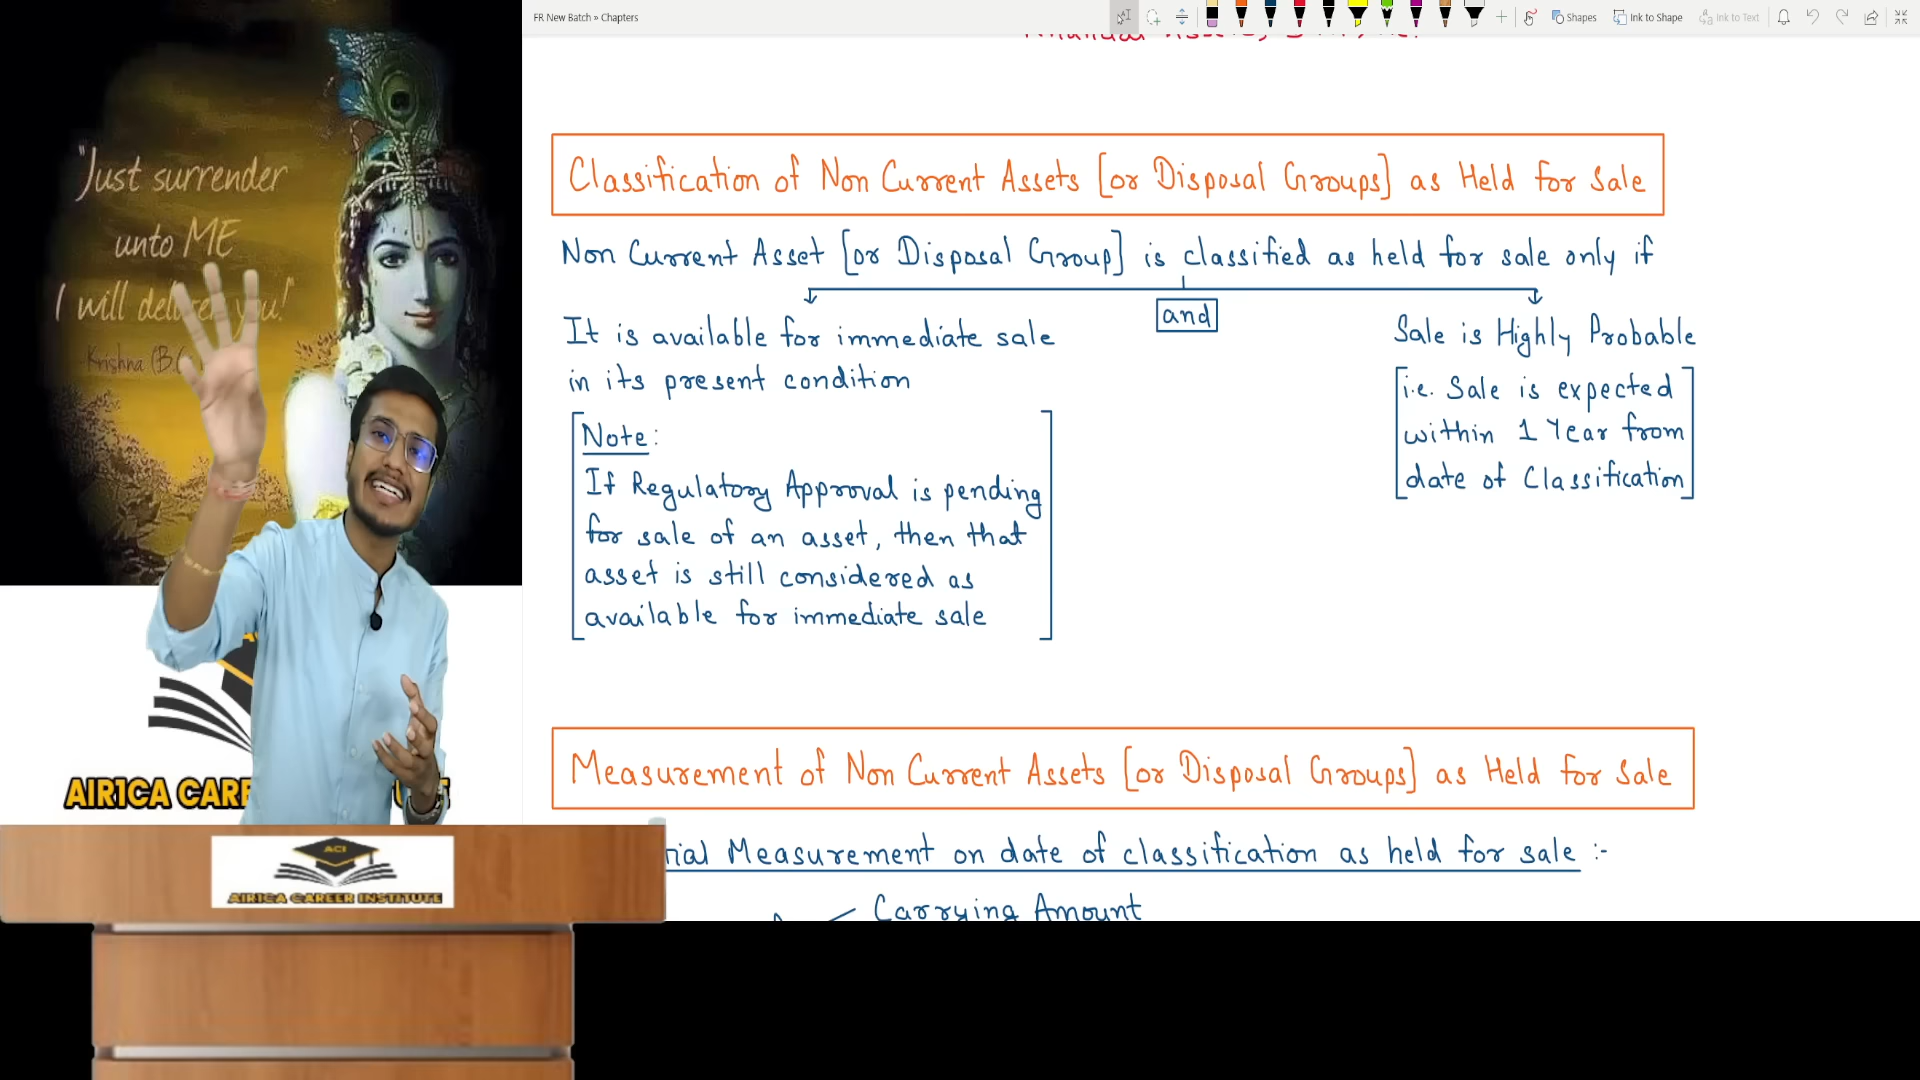 FR New Batch » Chapters
Shapes
Ink to Shape
Ink to Text
"Just surrender
unto ME
I will deliver you!"
Krishna
Classification of Non Current Assets [or Disposal Groups] as Held for Sale
Non Current Asset [or Disposal Group] is classified as held for sale only if
and
It is available for immediate sale
in its present condition
Note:
If Regulatory Approval is pending
for sale of an asset, then that
asset is still considered as
available for immediate sale
Sale is Highly Probable
i.e. Sale is expected
within 1 Year from
date of Classification
Measurement of Non Current Assets [or Disposal Groups] as Held for Sale
Measurement on date of classification as held for sale :-
Carrying Amount
AIR1CA
ACI
AIR1CA CAREER INSTITUTE